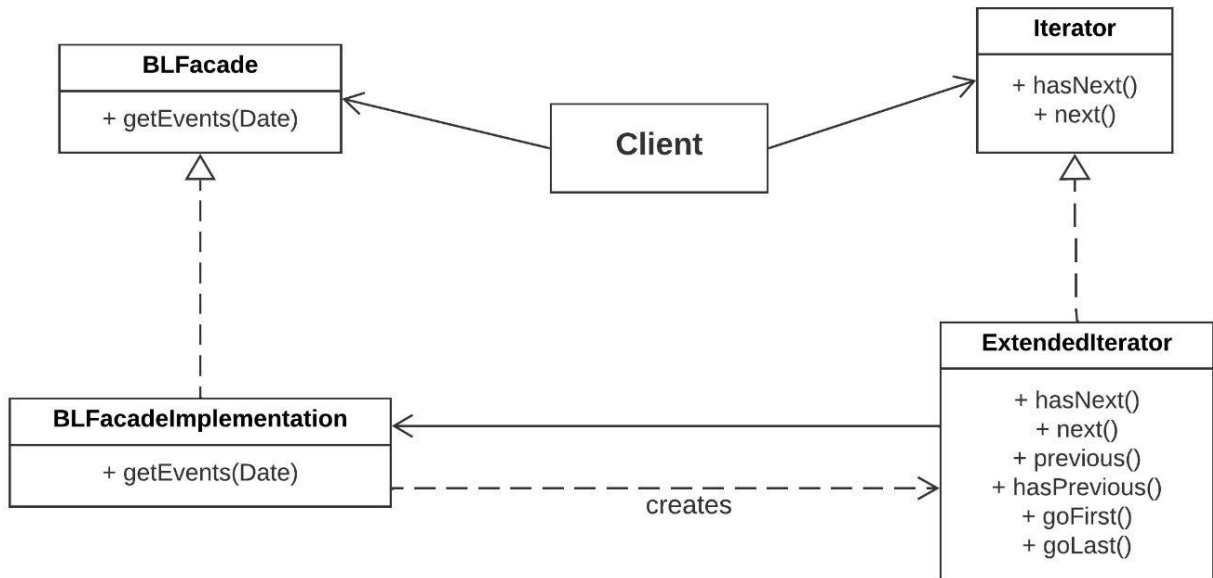 BLFacade
+ getEvents(Date)
Client
Iterator
+ hasNext()
+ next()
BLFacadeImplementation
+ getEvents(Date)
creates
ExtendedIterator
+ hasNext()
+ next()
+ previous()
+ hasPrevious()
+ goFirst()
+ goLast()